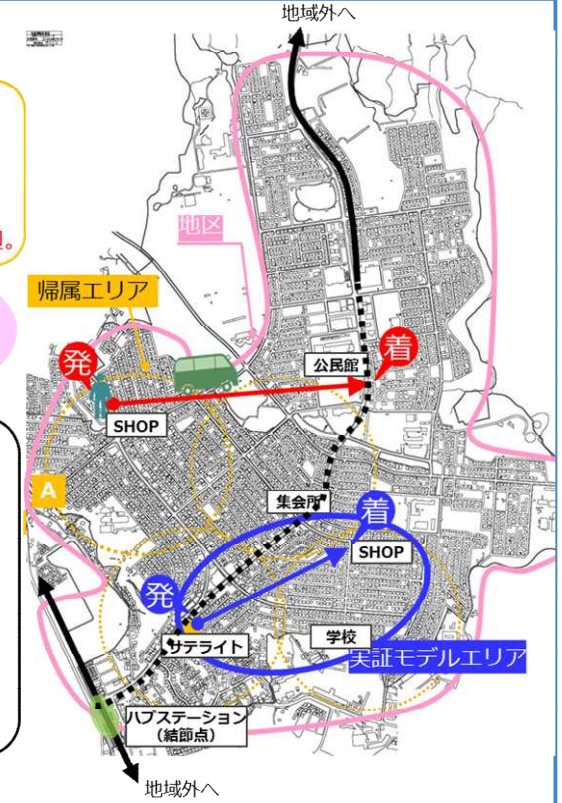 地域外へ
。
地区
帰属エリア
発
着
公民館
SHOP
A
集会所
着
SHOP
発
サテライト
学校
実証モデルエリア
ハブステーション
（結節点）
地域外へ